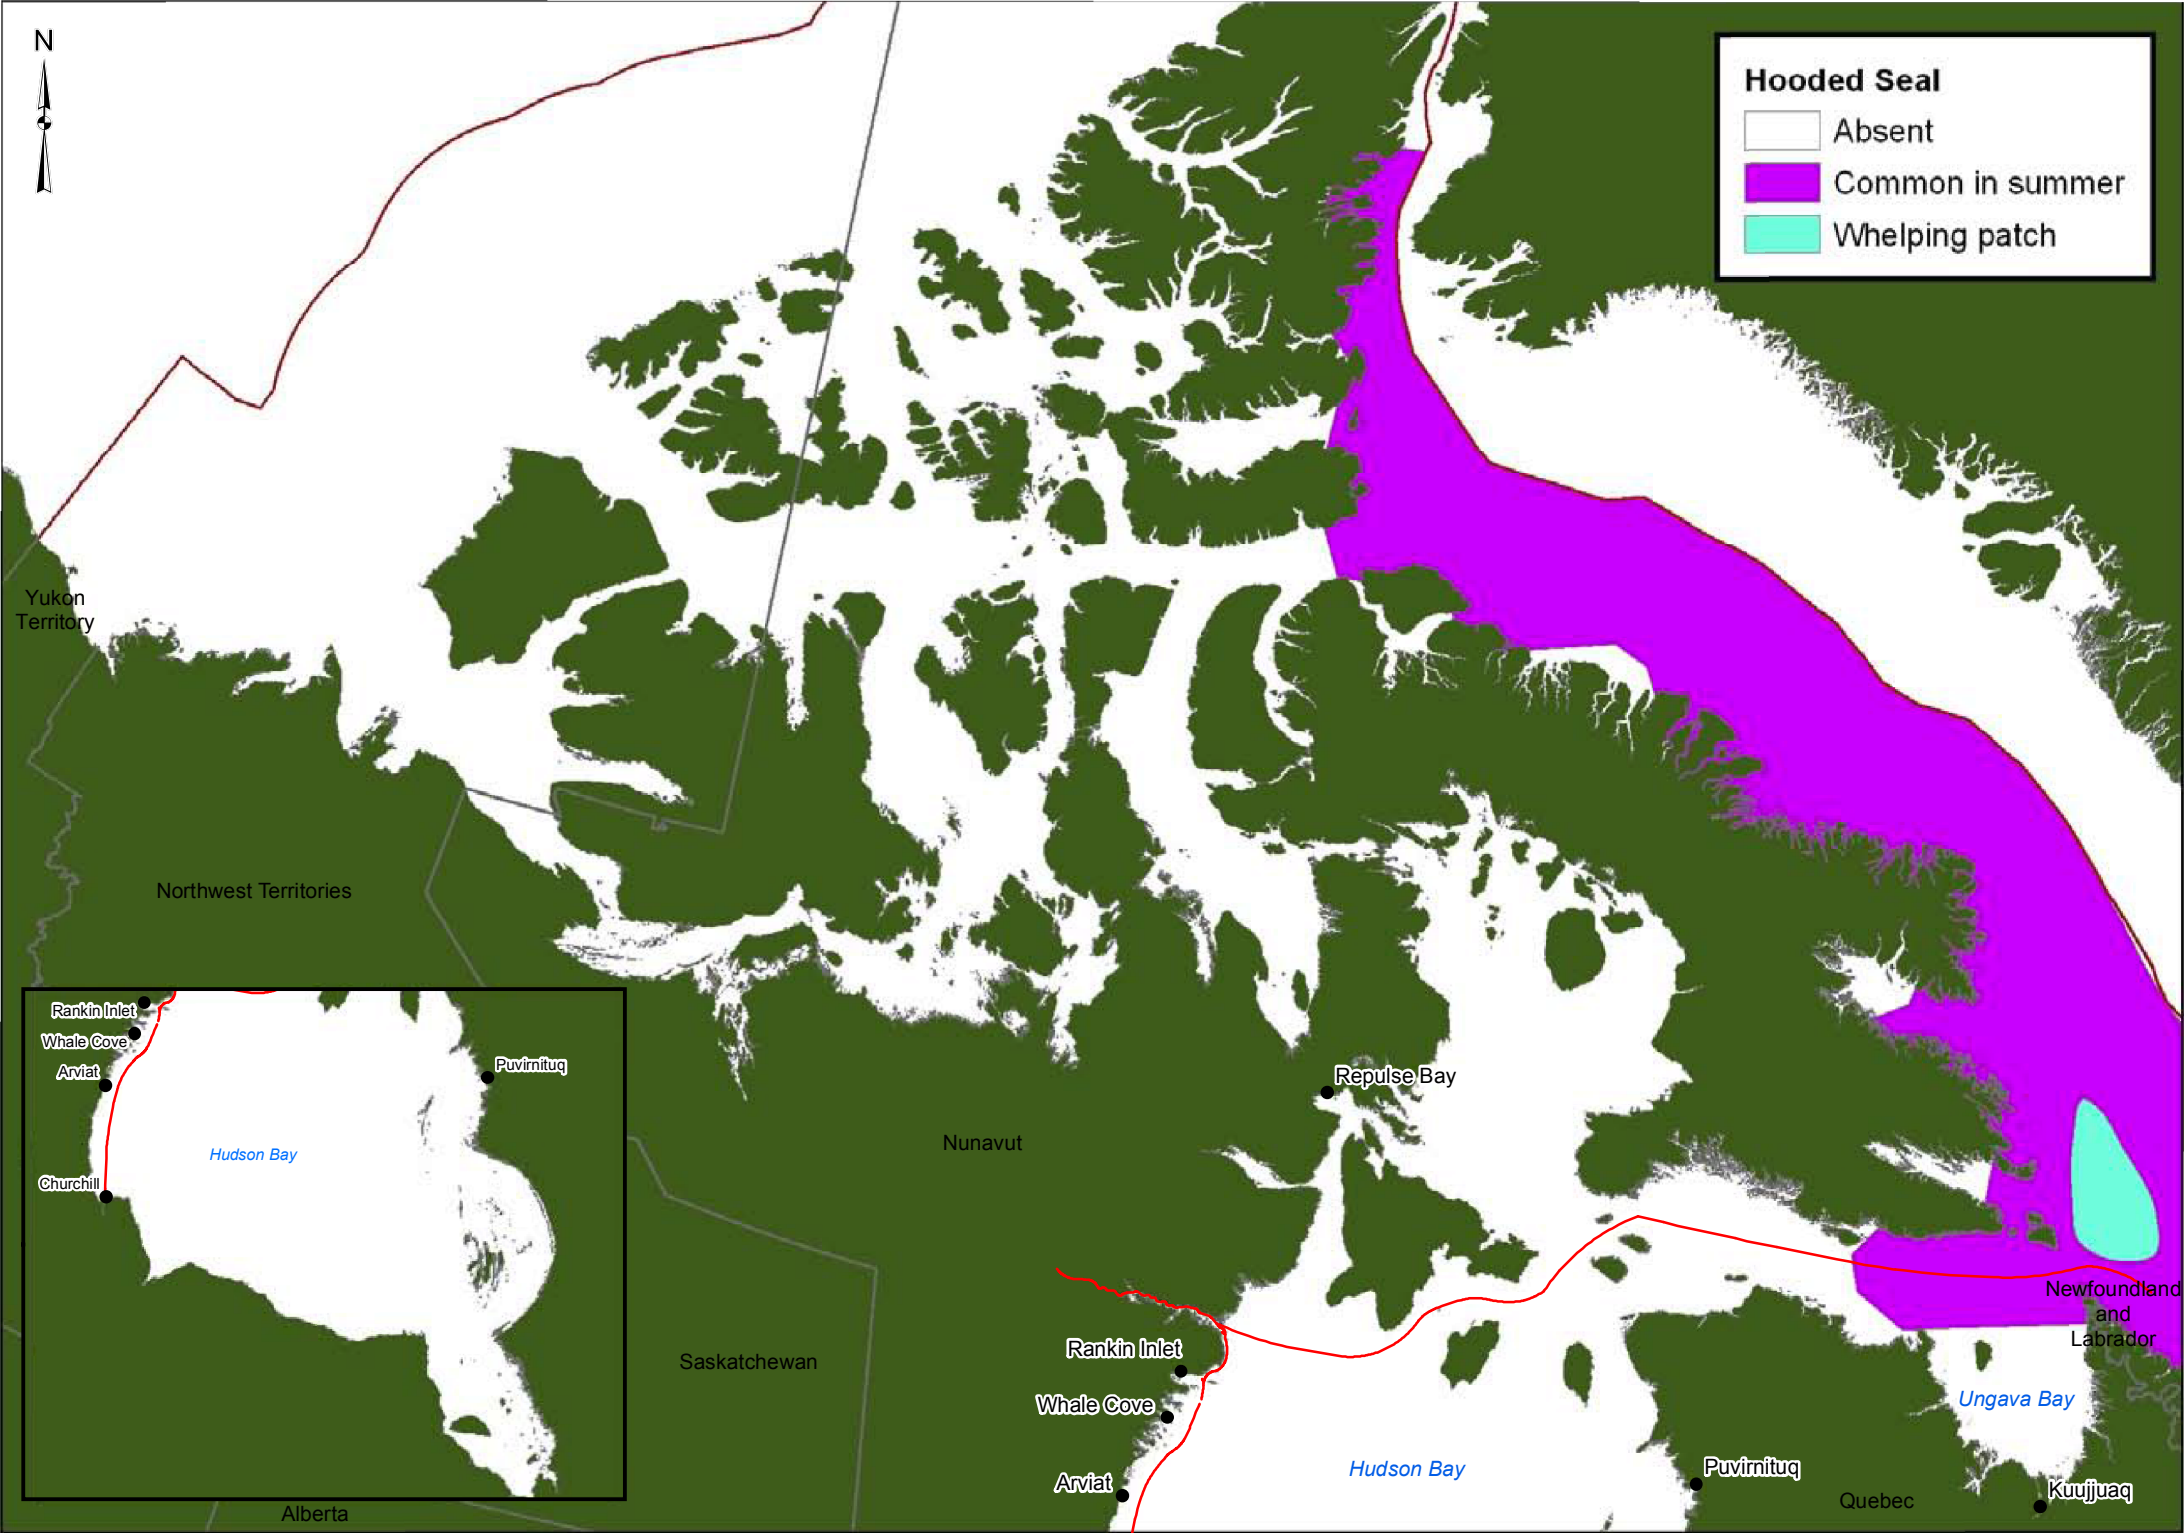 N
Hooded Seal
Absent
Common in summer
Whelping patch
Yukon
Territory
Northwest Territories
Rankin Inlet
Whale Cove
Arviat
Churchill
Hudson Bay
Puvirnituq
Alberta
Saskatchewan
Nunavut
Repulse Bay
Rankin Inlet
Whale Cove
Arviat
Hudson Bay
Puvirnituq
Quebec
Kuujjuaq
Ungava Bay
Newfoundland
and
Labrador